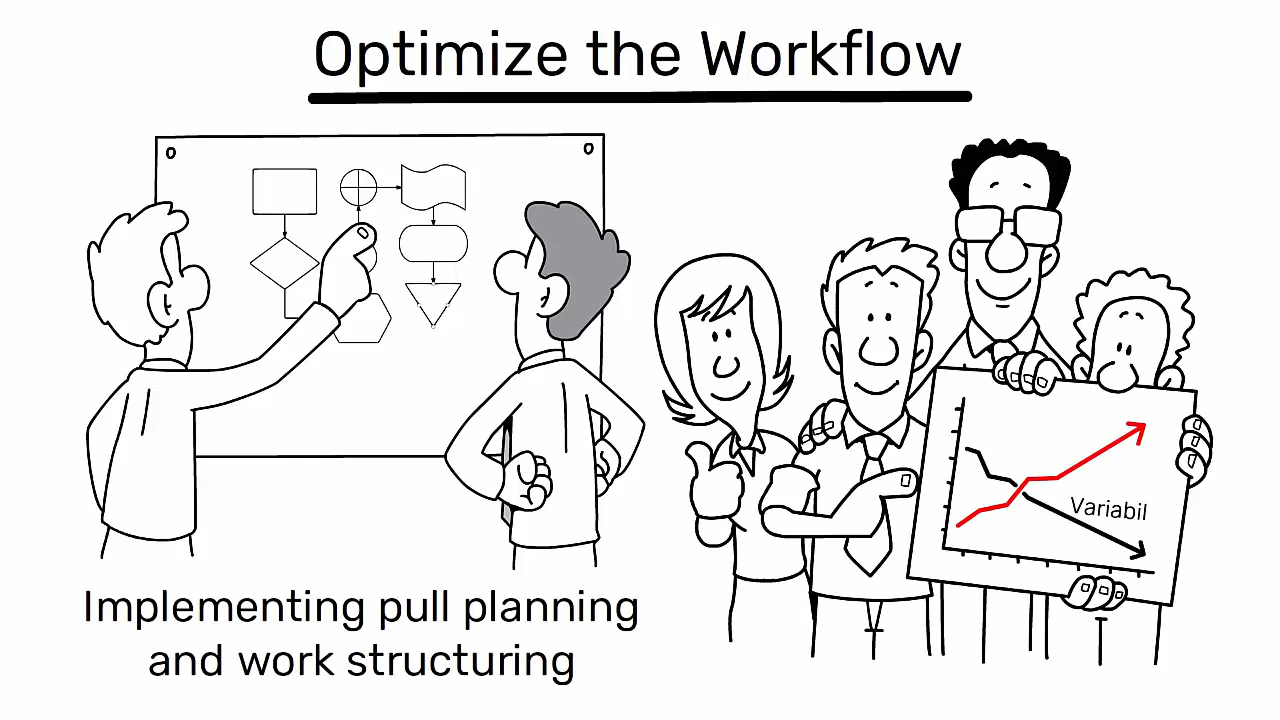 Optimize the Workflow
Variabil
Implementing pull planning
and work structuring